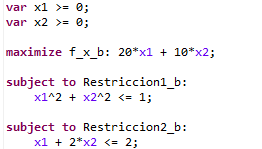 var x1 >= 0;
var x2 >= 0;
maximize f_x_b: 20*x1 + 10*x2;
subject to Restriccion1_b:
x1^2 + x2^2 <= 1;
subject to Restriccion2_b:
x1 + 2*x2 <= 2;